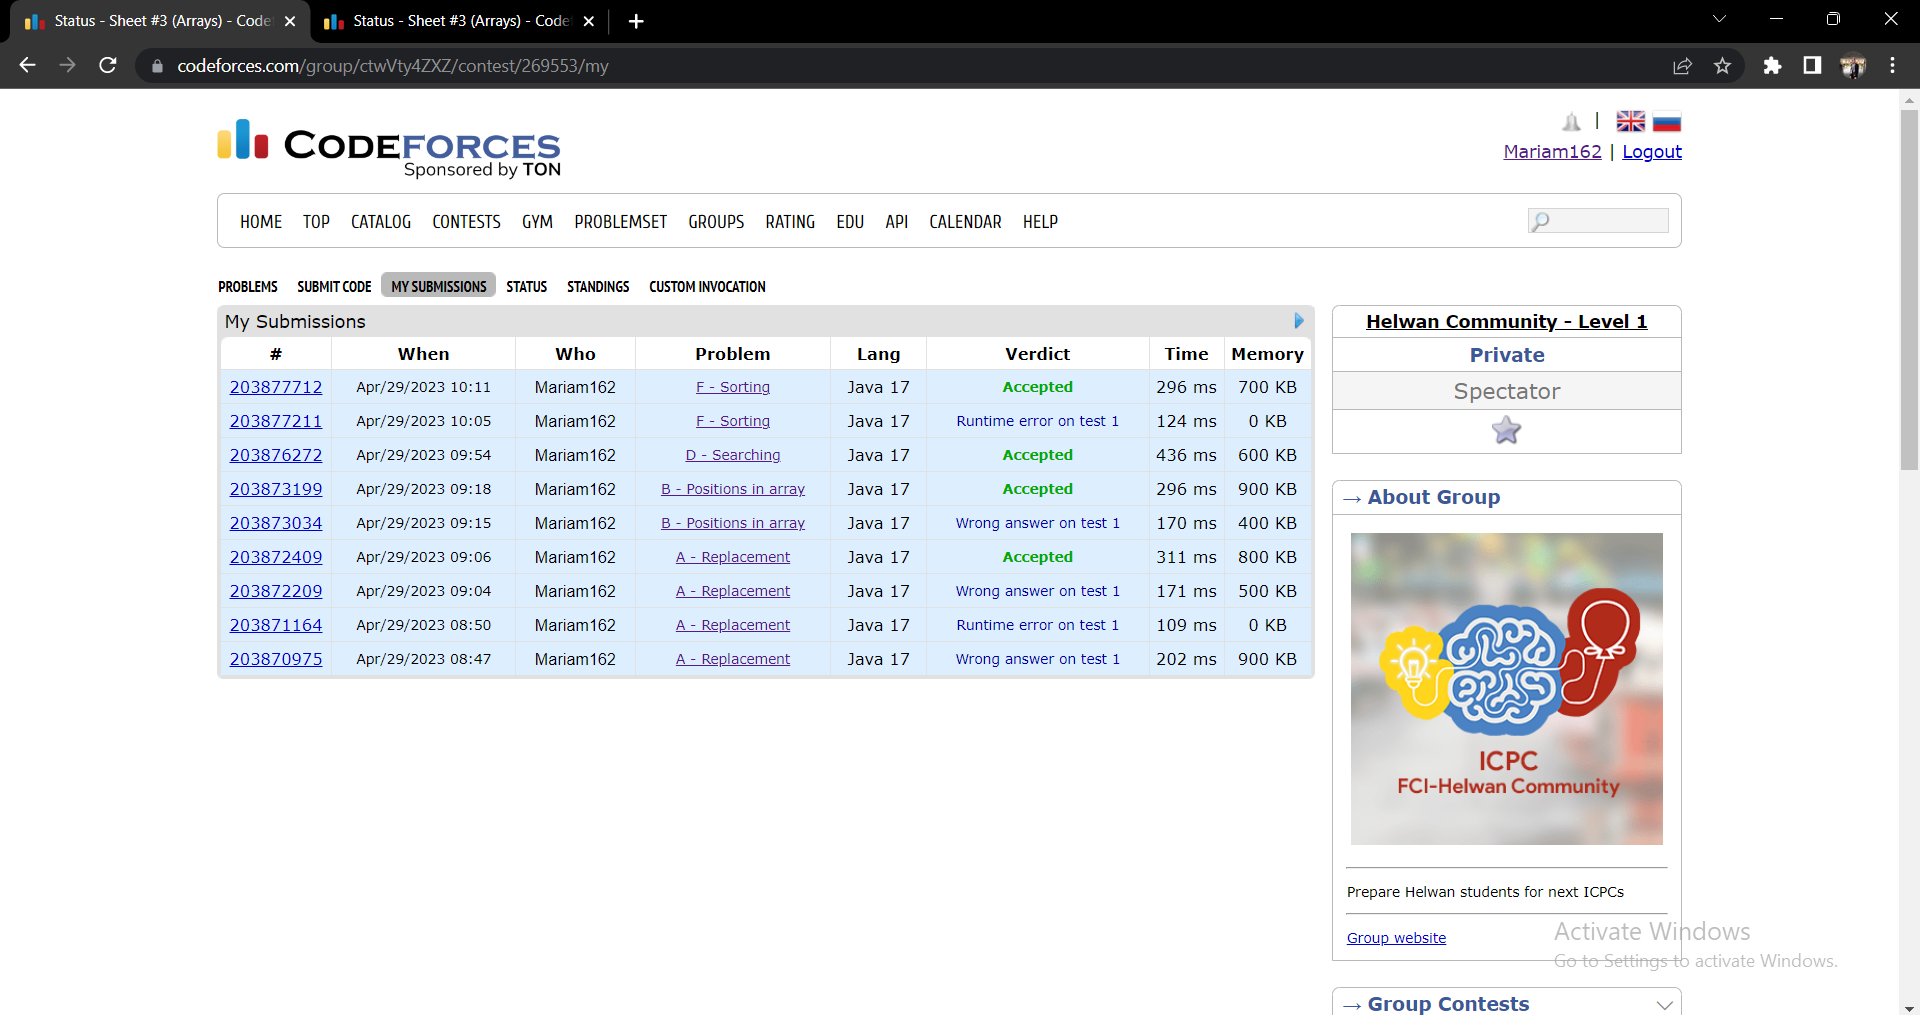 Status - Sheet #3 (Arrays) - Code
Status - Sheet #3 (Arrays) - Code
codeforces.com/group/ctwVty4ZXZ/contest/269553/my
CODEFORCES
Sponsored by TON
Mariam162 | Logout
HOME TOP CATALOG CONTESTS GYM PROBLEMSET GROUPS RATING EDU API CALENDAR HELP
PROBLEMS SUBMIT CODE MY SUBMISSIONS STATUS STANDINGS CUSTOM INVOCATION
My Submissions
# When Who Problem Lang Verdict Time Memory
203877712 Apr/29/2023 10:11 Mariam162 F - Sorting Java 17 Accepted 296 ms 700 KB
203877211 Apr/29/2023 10:05 Mariam162 F - Sorting Java 17 Runtime error on test 1 124 ms 0 KB
203876272 Apr/29/2023 09:54 Mariam162 D - Searching Java 17 Accepted 436 ms 600 KB
203873199 Apr/29/2023 09:18 Mariam162 B - Positions in array Java 17 Accepted 296 ms 900 KB
203873034 Apr/29/2023 09:15 Mariam162 B - Positions in array Java 17 Wrong answer on test 1 170 ms 400 KB
203872409 Apr/29/2023 09:06 Mariam162 A - Replacement Java 17 Accepted 311 ms 800 KB
203872209 Apr/29/2023 09:04 Mariam162 A - Replacement Java 17 Wrong answer on test 1 171 ms 500 KB
203871164 Apr/29/2023 08:50 Mariam162 A - Replacement Java 17 Runtime error on test 1 109 ms 0 KB
203870975 Apr/29/2023 08:47 Mariam162 A - Replacement Java 17 Wrong answer on test 1 202 ms 900 KB
Helwan Community - Level 1
Private
Spectator
→ About Group
ICPC
FCI-Helwan Community
Prepare Helwan students for next ICPCs
Group website
Activate Windows
Go to Settings to activate Windows.
→ Group Contests